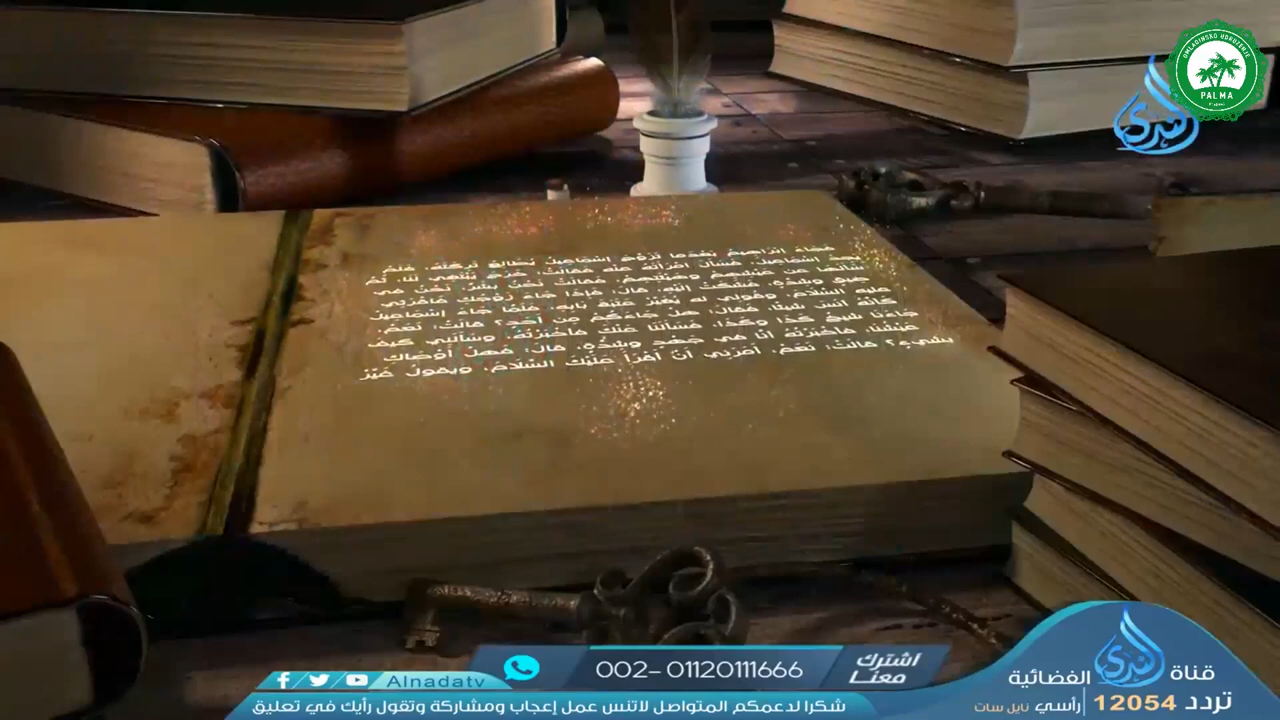 OMLADINSKO UDRUŽENJE
PALMA
الندى
فجاء إبراهيم بعدما تزوج إسماعيل يطالع تركته، فلم
يجد إسماعيل، فسأل امرأته عنه فقالت: خرج يبتغي لنا، ثم
سألها عن عيشهم وهيئتهم، فقالت نحن بشر، نحن في
ضيق وشدة، فشكت إليه، قال: فإذا جاء زوجك فاقرئي
عليه السلام، وقولي له يغير عتبة بابه، فلما جاء إسماعيل
كأنه آنس شيئا، فقال: هل جاءكم من أحد؟ قالت: نعم،
جاءنا شيخ كذا وكذا، فسألنا عنك فأخبرته، وسألني كيف
عيشنا، فأخبرته أنا في جهد وشدة، قال: فهل أوصاك
بشيء؟ قالت: نعم، أمرني أن أقرأ عليك السلام، ويقول غير
اشترك معنا
002-01120111666
Alnadatv
قناة الندى الفضائية
تردد 12054 رأسي نايل سات
شكرا لدعمكم المتواصل لاتنس عمل إعجاب ومشاركة وتقول رأيك في تعليق